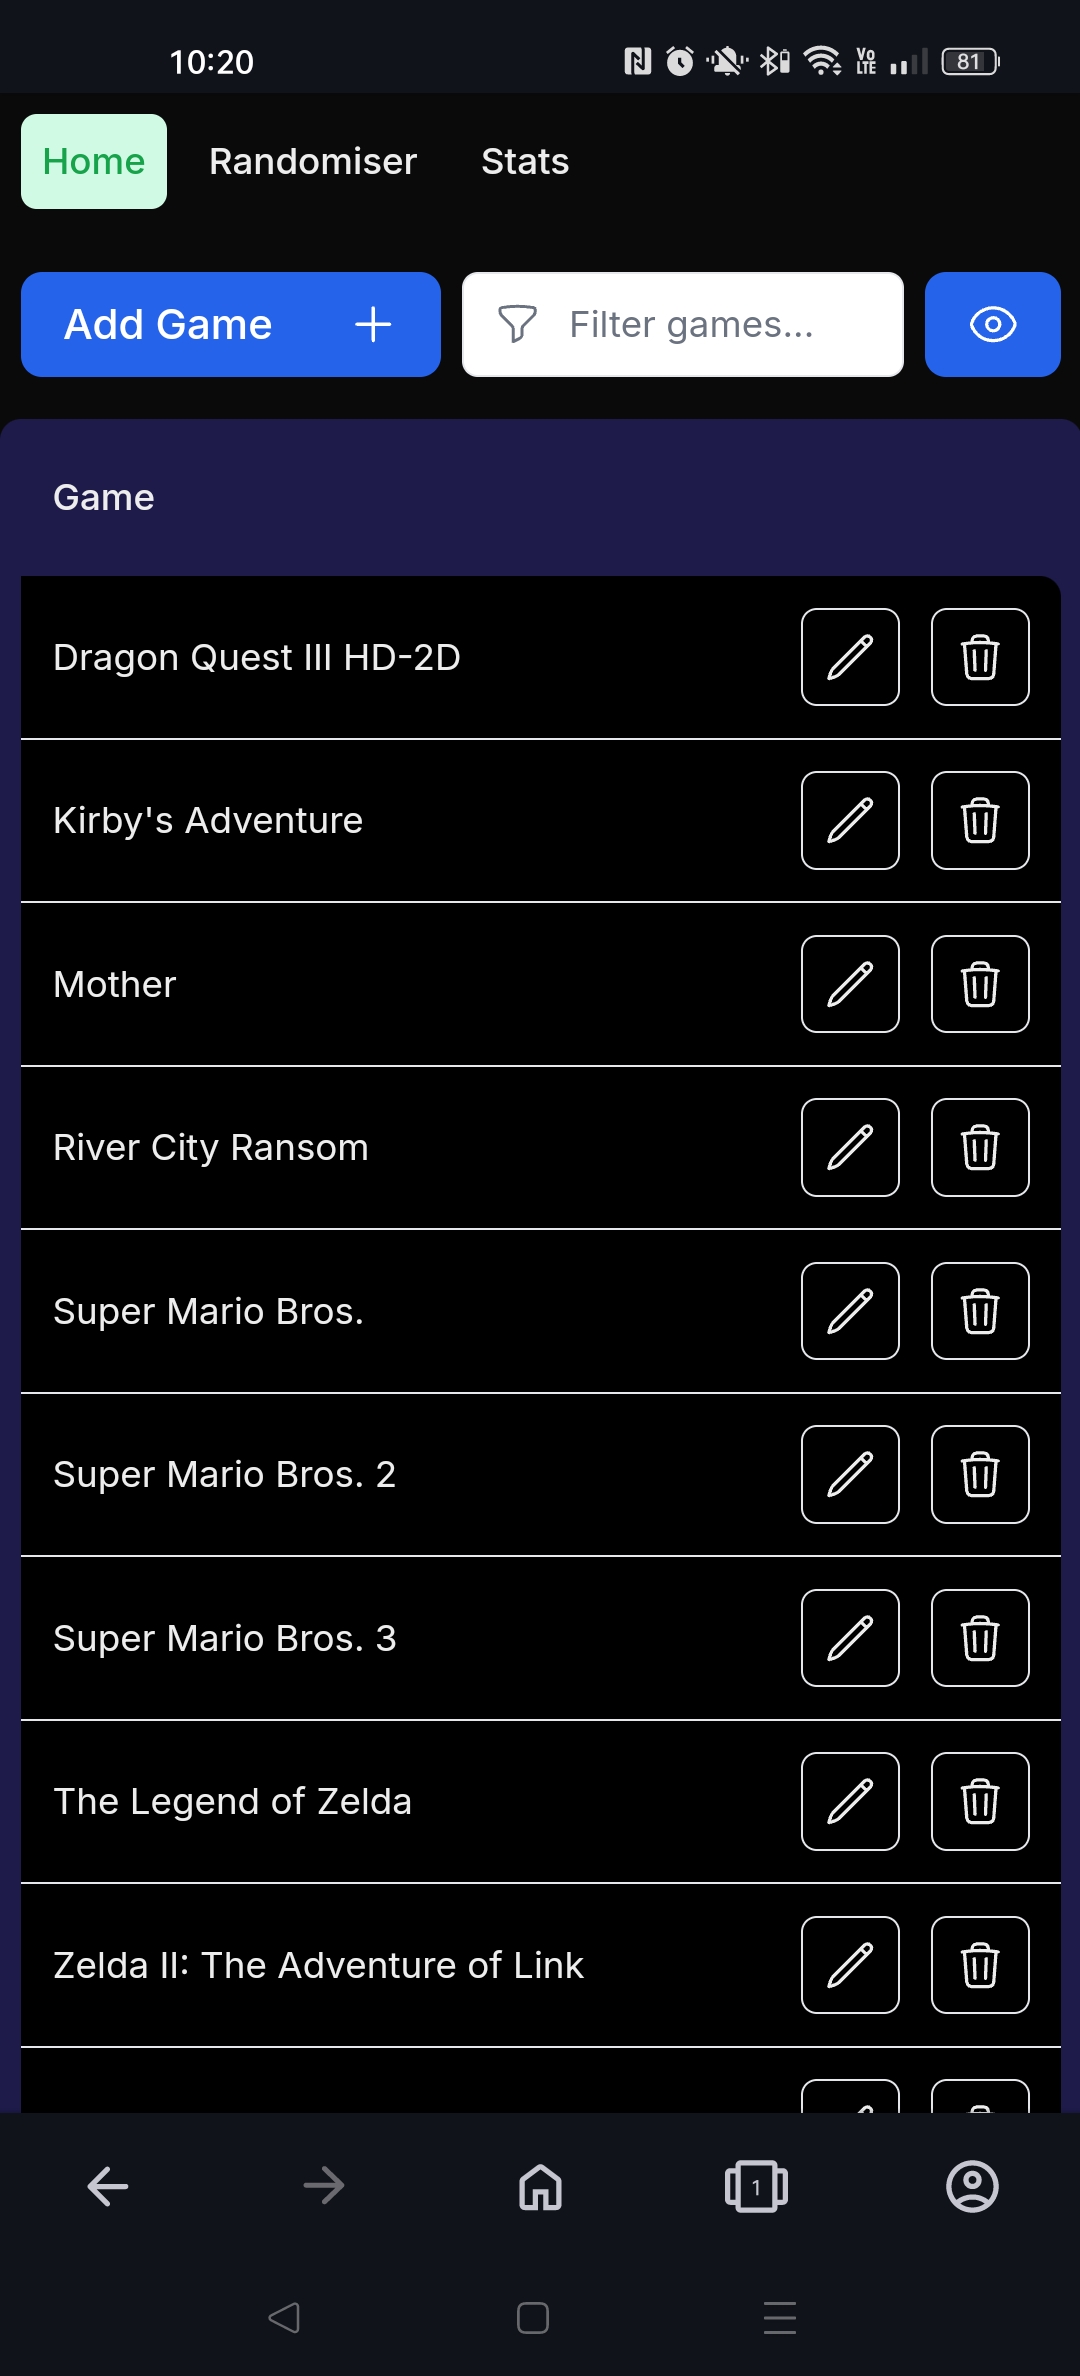 10:20
Vo LTE
81
Home Randomiser Stats
Add Game Filter games...
Game
Dragon Quest III HD-2D
Kirby's Adventure
Mother
River City Ransom
Super Mario Bros.
Super Mario Bros. 2
Super Mario Bros. 3
The Legend of Zelda
Zelda II: The Adventure of Link
1